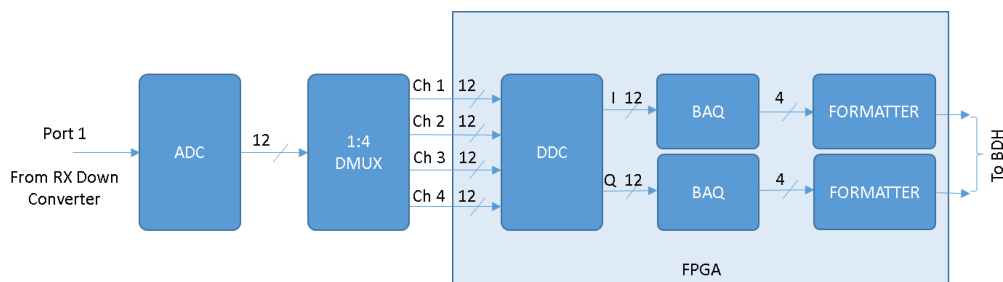 Port 1
From RX Down
Converter
ADC
12
1:4
DMUX
Ch 1
12
Ch 2
12
Ch 3
12
Ch 4
12
DDC
I
12
Q
12
BAQ
4
FORMATTER
BAQ
4
FORMATTER
To BDH
FPGA